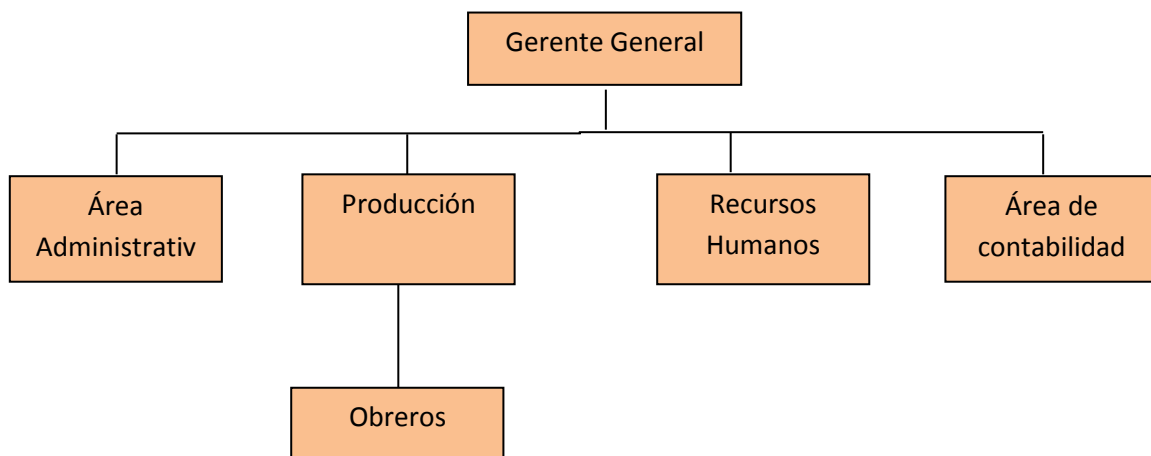 Gerente General
Área
Administrativ
Producción
Recursos
Humanos
Área de
contabilidad
Obreros